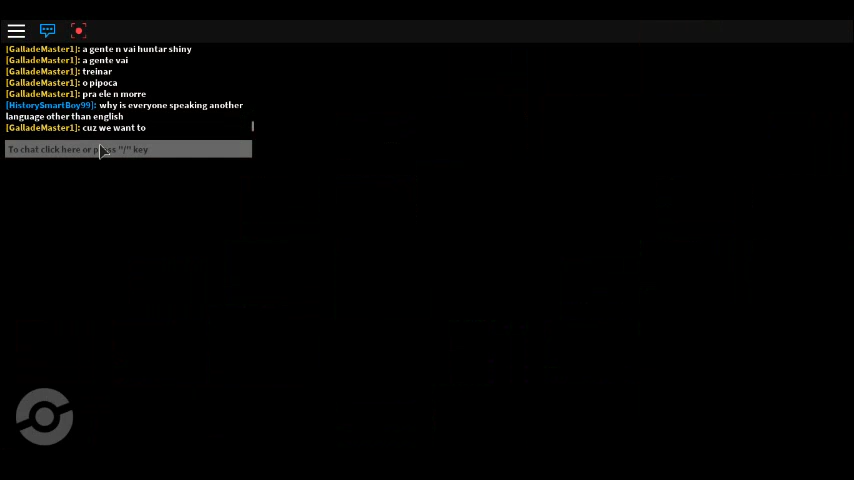 [GalladeMaster1]: a gente n vai huntar shiny
[GalladeMaster1]: a gente vai
[GalladeMaster1]: treinar
[GalladeMaster1]: o pipoca
[GalladeMaster1]: pra ele n morre
[HistorySmartBoy99]: why is everyone speaking another
language other than english
[GalladeMaster1]: cuz we want to
To chat click here or press "/" key